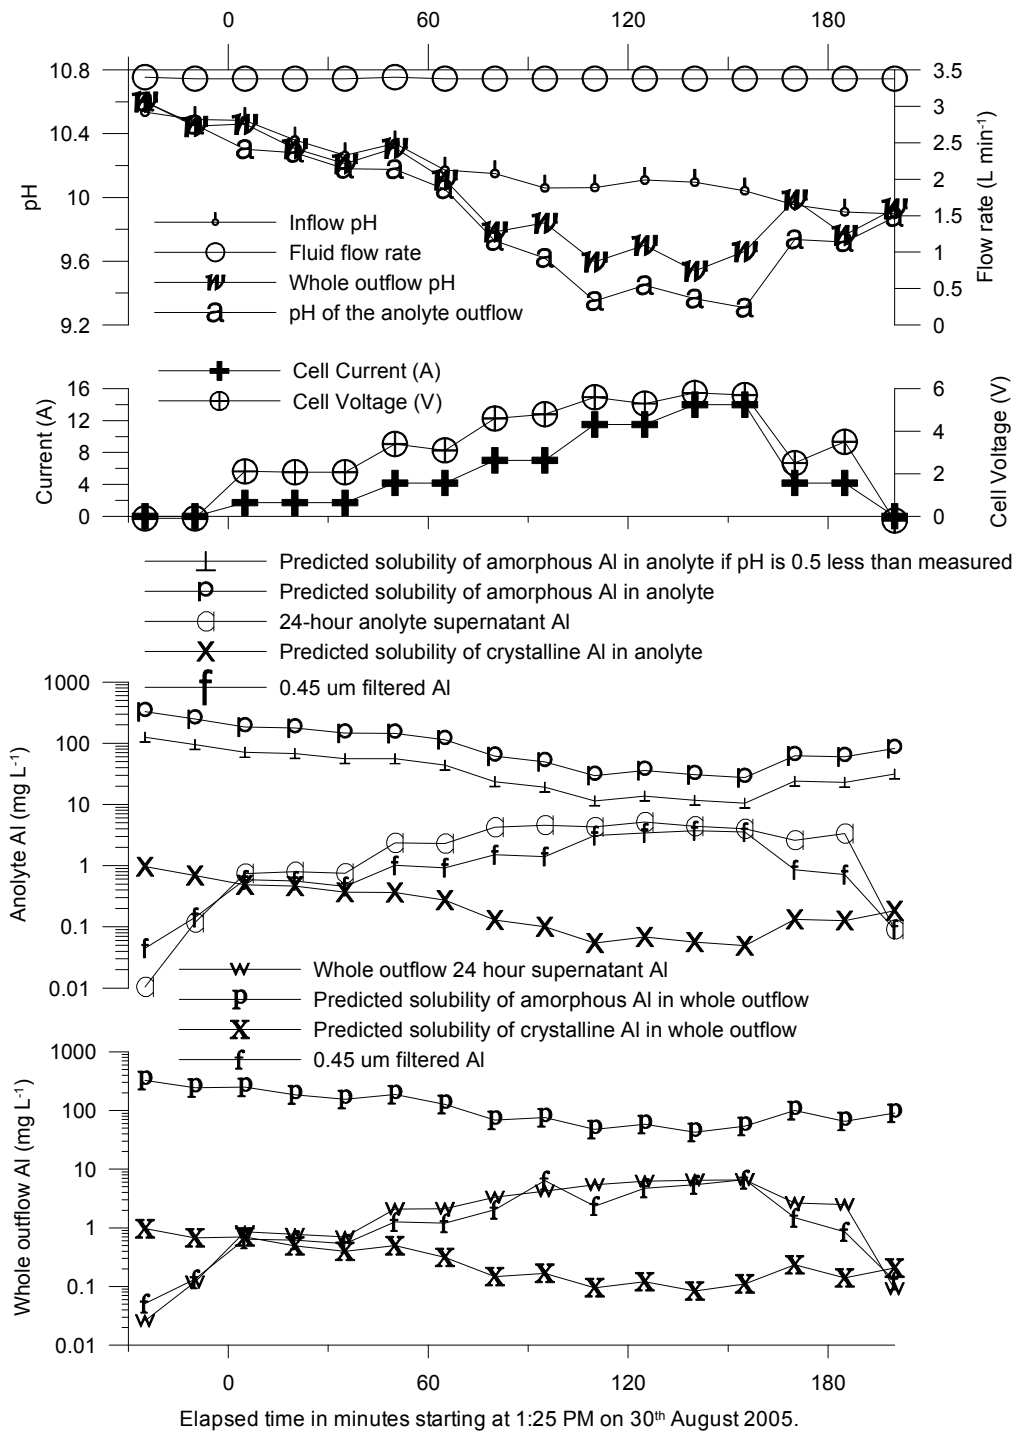 0 60 120 180
10.8
10.4
10
9.6
9.2
pH
3.5
3
2.5
2
1.5
1
0.5
0
Flow rate (L min-1)
Inflow pH
Fluid flow rate
Whole outflow pH
pH of the anolyte outflow
Cell Current (A)
Cell Voltage (V)
16
12
8
4
0
Current (A)
6
4
2
0
Cell Voltage (V)
Predicted solubility of amorphous Al in anolyte if pH is 0.5 less than measured
Predicted solubility of amorphous Al in anolyte
24-hour anolyte supernatant Al
Predicted solubility of crystalline Al in anolyte
0.45 um filtered Al
1000
100
10
1
0.1
0.01
Anolyte Al (mg L-1)
Whole outflow 24 hour supernatant Al
Predicted solubility of amorphous Al in whole outflow
Predicted solubility of crystalline Al in whole outflow
0.45 um filtered Al
1000
100
10
1
0.1
0.01
Whole outflow Al (mg L-1)
0 60 120 180
Elapsed time in minutes starting at 1:25 PM on 30th August 2005.